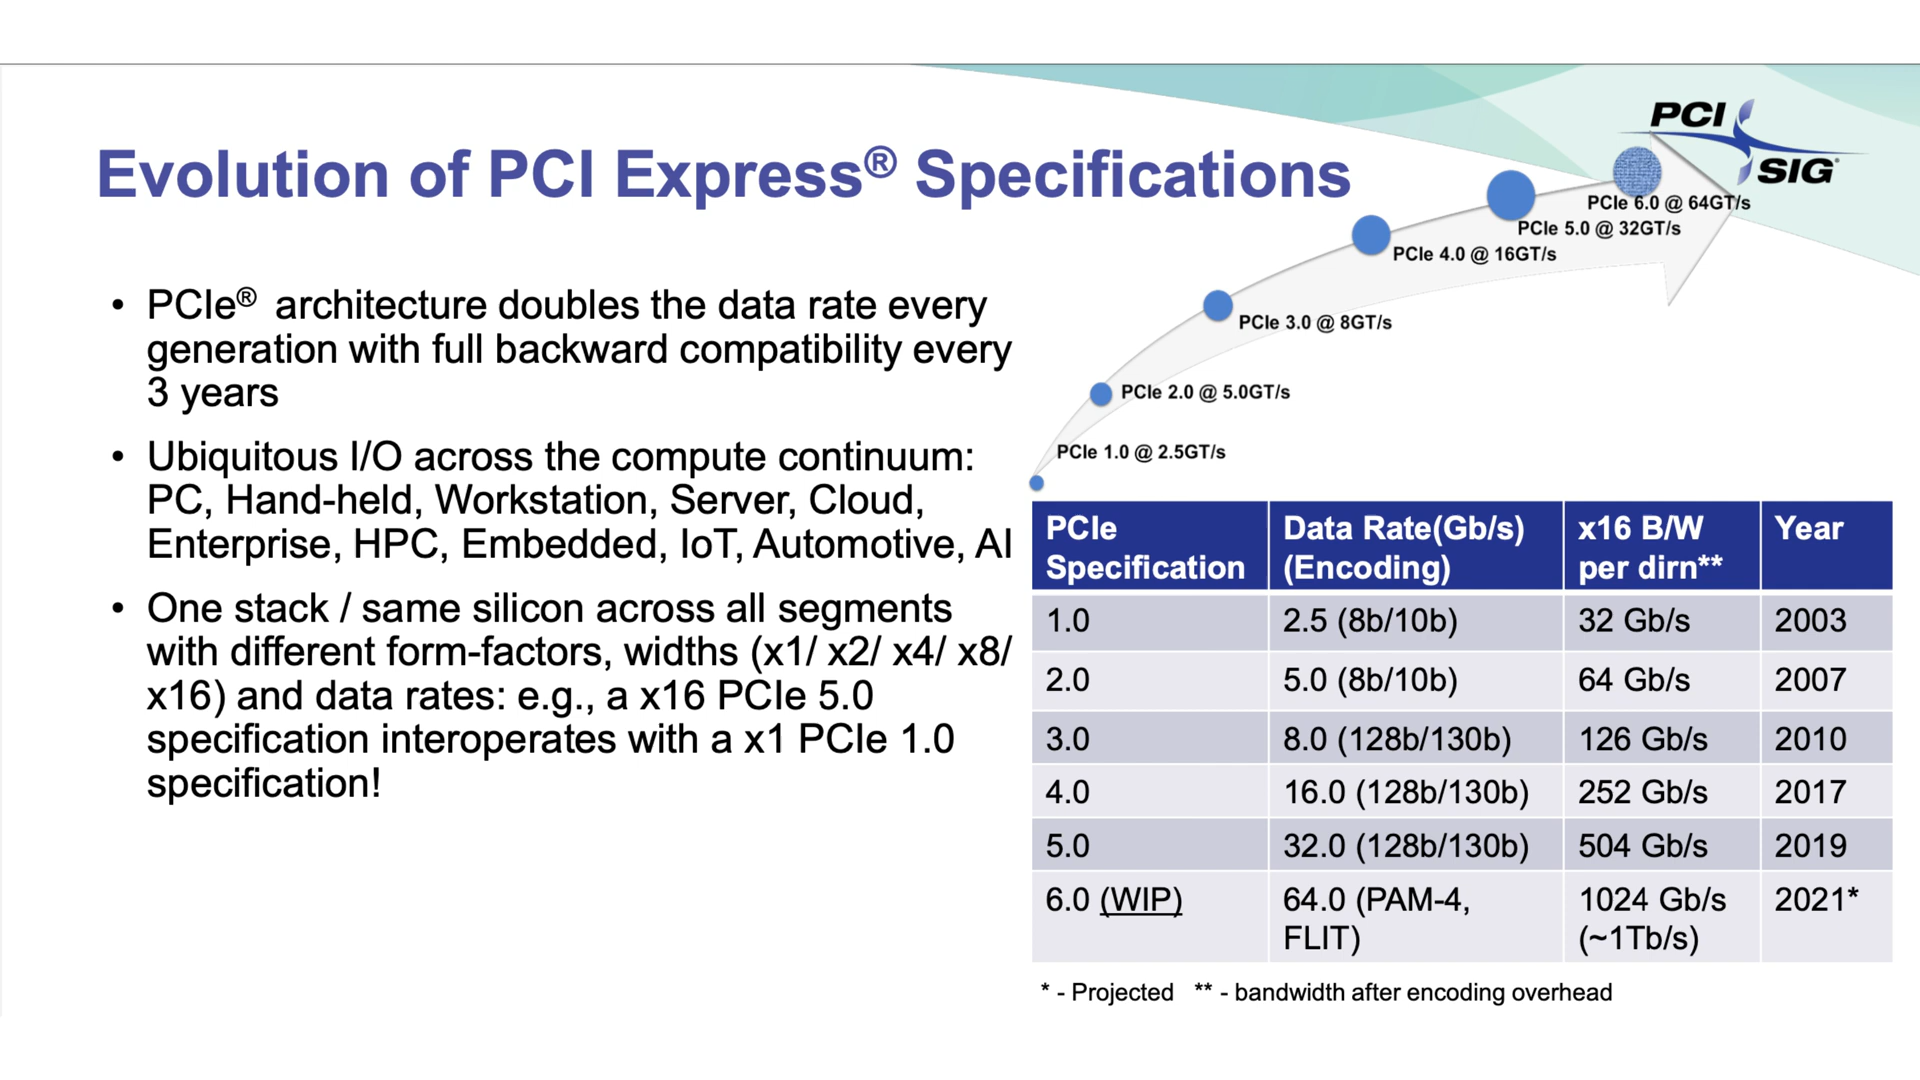 PCI
SIG
Evolution of PCI Express® Specifications
• PCIe® architecture doubles the data rate every
generation with full backward compatibility every
3 years
• Ubiquitous I/O across the compute continuum:
PC, Hand-held, Workstation, Server, Cloud,
Enterprise, HPC, Embedded, IoT, Automotive, AI
• One stack / same silicon across all segments
with different form-factors, widths (x1/ x2/ x4/ x8/
x16) and data rates: e.g., a x16 PCIe 5.0
specification interoperates with a x1 PCIe 1.0
specification!
PCIe 6.0 @ 64GT/s
PCIe 5.0 @ 32GT/s
PCIe 4.0 @ 16GT/s
PCIe 3.0 @ 8GT/s
PCIe 2.0 @ 5.0GT/s
PCIe 1.0 @ 2.5GT/s
PCIe Specification | Data Rate(Gb/s) (Encoding) | x16 B/W per dirn** | Year
1.0 | 2.5 (8b/10b) | 32 Gb/s | 2003
2.0 | 5.0 (8b/10b) | 64 Gb/s | 2007
3.0 | 8.0 (128b/130b) | 126 Gb/s | 2010
4.0 | 16.0 (128b/130b) | 252 Gb/s | 2017
5.0 | 32.0 (128b/130b) | 504 Gb/s | 2019
6.0 (WIP) | 64.0 (PAM-4, FLIT) | 1024 Gb/s (~1Tb/s) | 2021*
* - Projected ** - bandwidth after encoding overhead